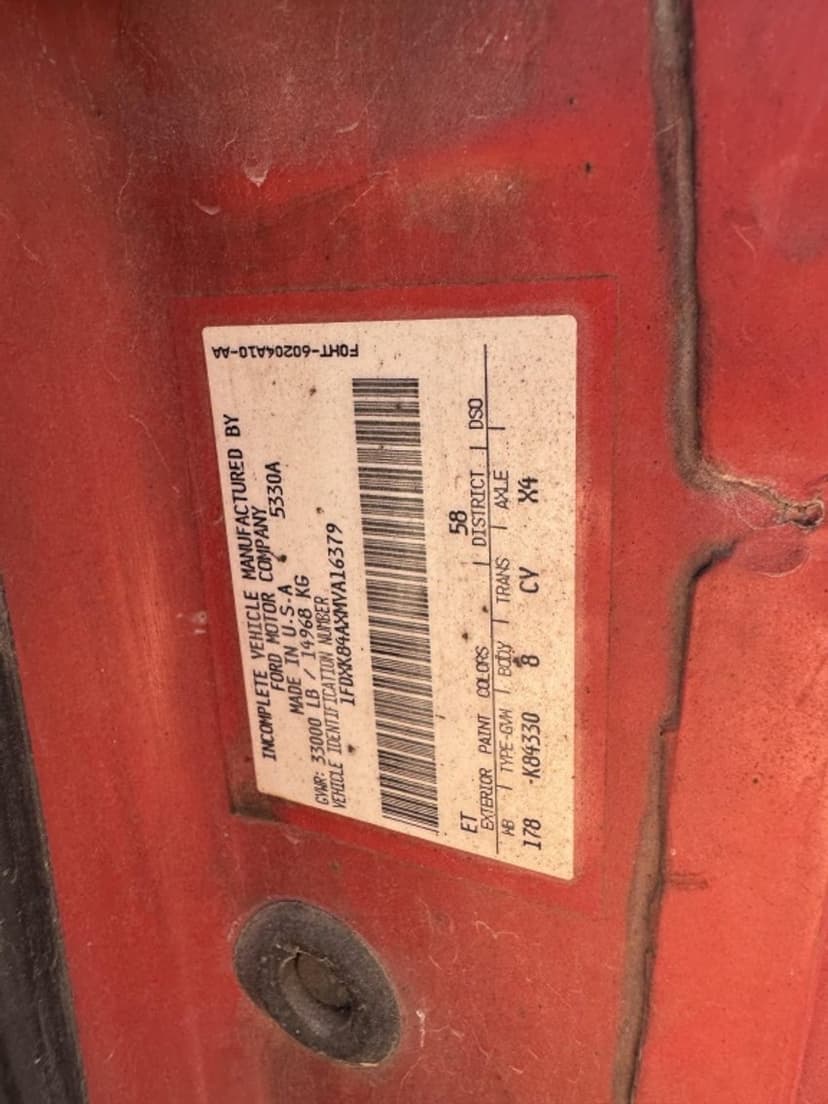 INCOMPLETE VEHICLE MANUFACTURED BY
FORD MOTOR COMPANY 5330A
MADE IN U.S.A
GVWR: 33000 LB / 14968 KG
VEHICLE IDENTIFICATION NUMBER
1FDXK84AXMVA16379
58
ET
EXTERIOR PAINT COLORS DISTRICT DSO
WB TYPE-GVW BODY TRANS AXLE
178 -K84330 8 CY X4
F0HT-60204A10-AA